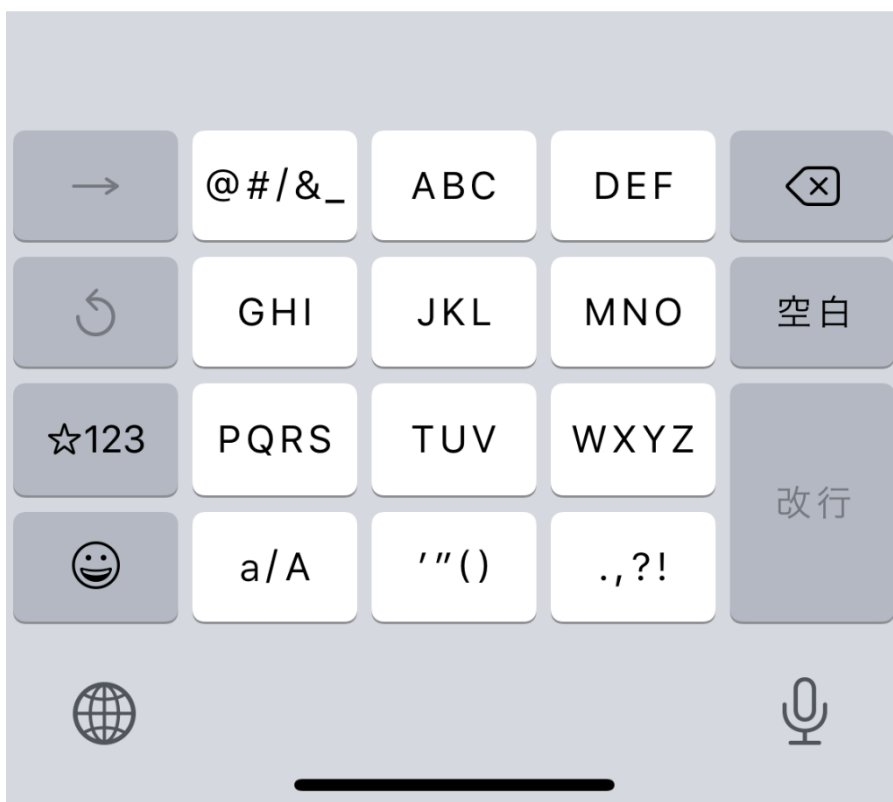 @#/&_ ABC DEF
GHI JKL MNO 空白
☆123 PQRS TUV WXYZ
改行
a/A ′″() .,?!